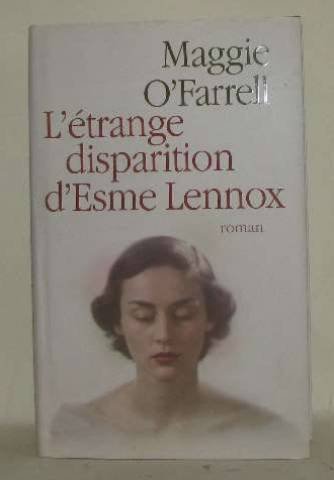 Maggie
O'Farrell
L'étrange
disparition
d'Esme Lennox
roman